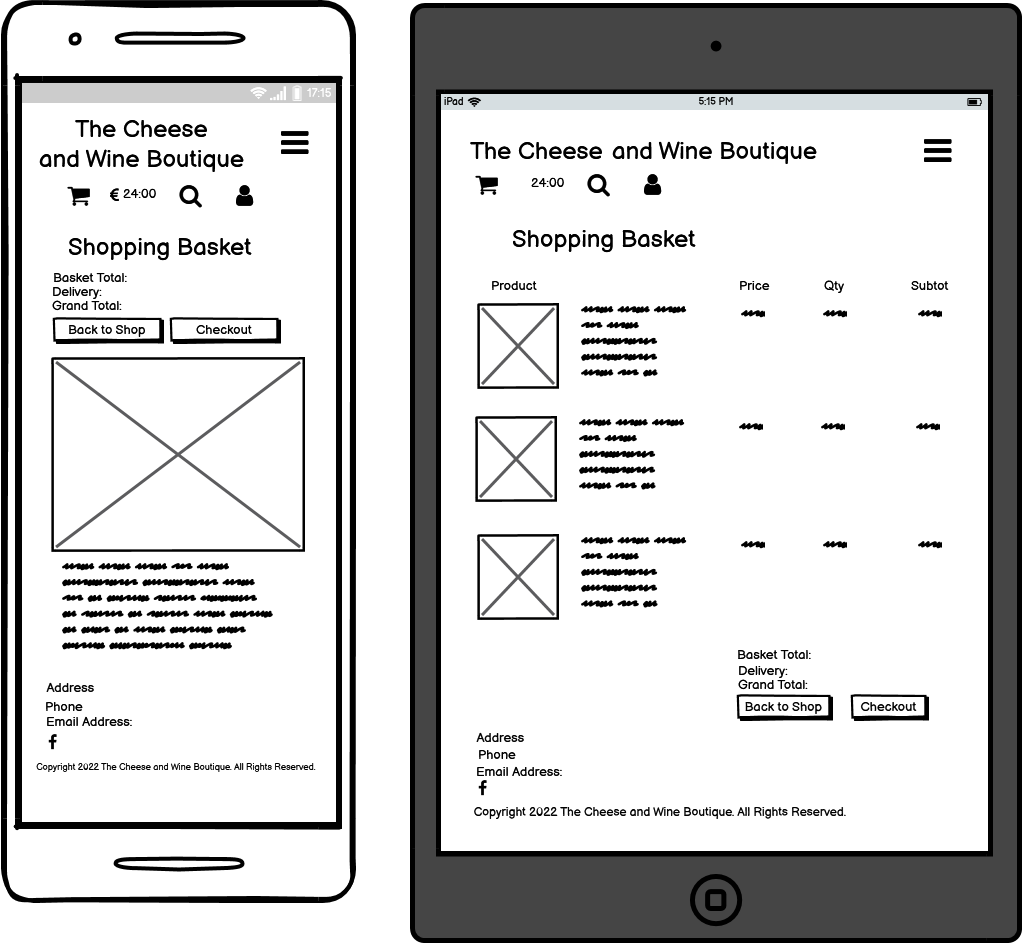 17:15
The Cheese
and Wine Boutique
€ 24:00
Shopping Basket
Basket Total:
Delivery:
Grand Total:
Back to Shop Checkout
Address
Phone
Email Address:
f
Copyright 2022 The Cheese and Wine Boutique. All Rights Reserved.
iPad 5:15 PM
The Cheese and Wine Boutique
24:00
Shopping Basket
Product Price Qty Subtot
Basket Total:
Delivery:
Grand Total:
Back to Shop Checkout
Address
Phone
Email Address:
f
Copyright 2022 The Cheese and Wine Boutique. All Rights Reserved.